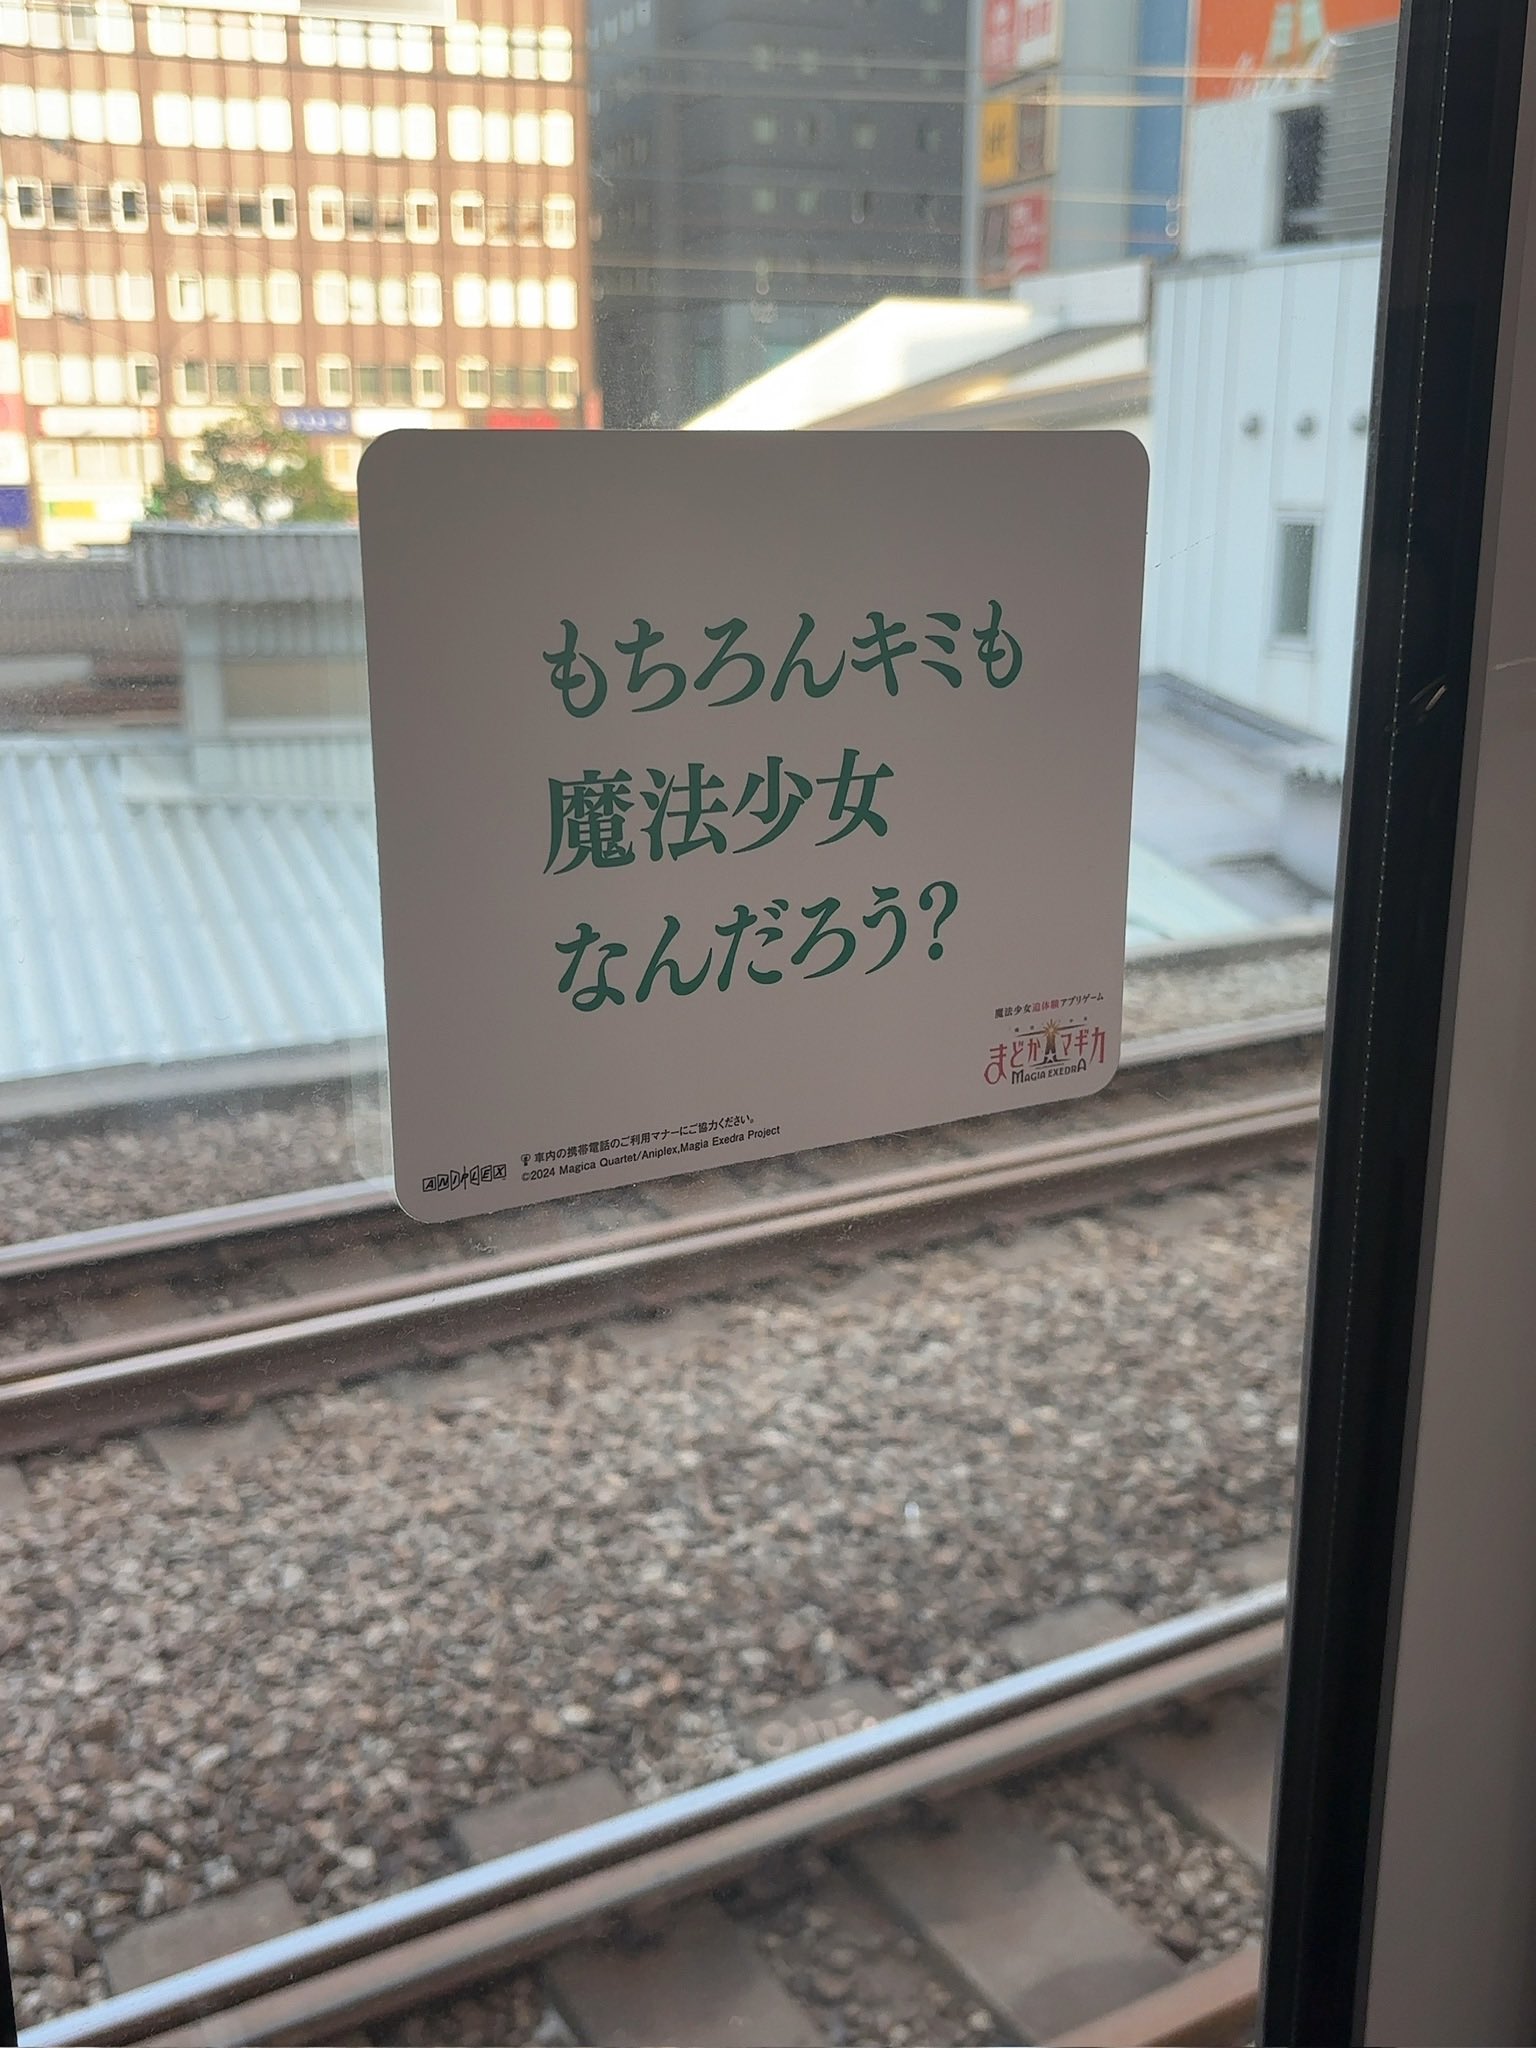 もちろんキミも
魔法少女
なんだろう?
魔法少女追体験アプリゲーム
まどかマギカ
MAGIA EXEDRA
車内の携帯電話のご利用マナーにご協力ください。
ANIPLEX
©2024 Magica Quartet/Aniplex,Magia Exedra Project